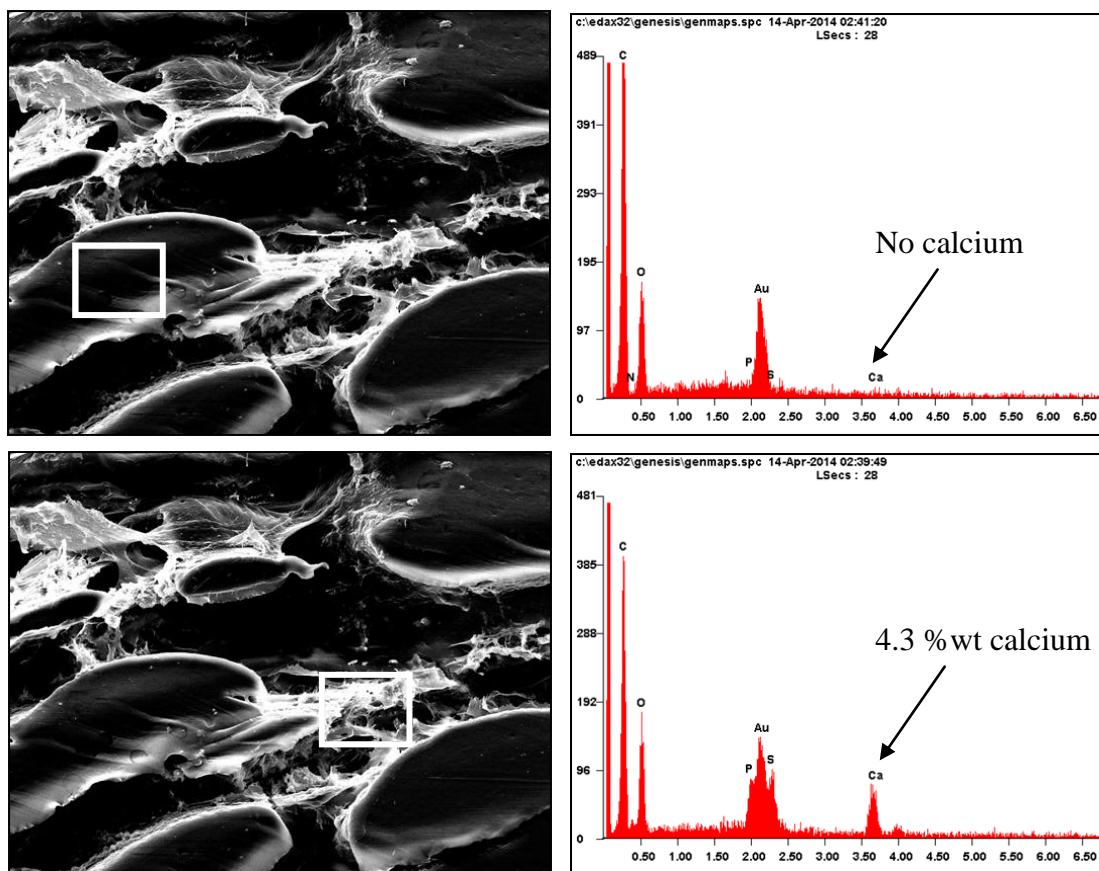 c:\edax32\genesis\genmaps.spc 14-Apr-2014 02:41:20
LSecs : 28
489
C
391
293
No calcium
195
O
Au
97
P
N
S
Ca
0
0.50 1.00 1.50 2.00 2.50 3.00 3.50 4.00 4.50 5.00 5.50 6.00 6.50
c:\edax32\genesis\genmaps.spc 14-Apr-2014 02:39:49
LSecs : 28
481
C
385
288
4.3 %wt calcium
192
O
Au
96
P
S
Ca
0
0.50 1.00 1.50 2.00 2.50 3.00 3.50 4.00 4.50 5.00 5.50 6.00 6.50